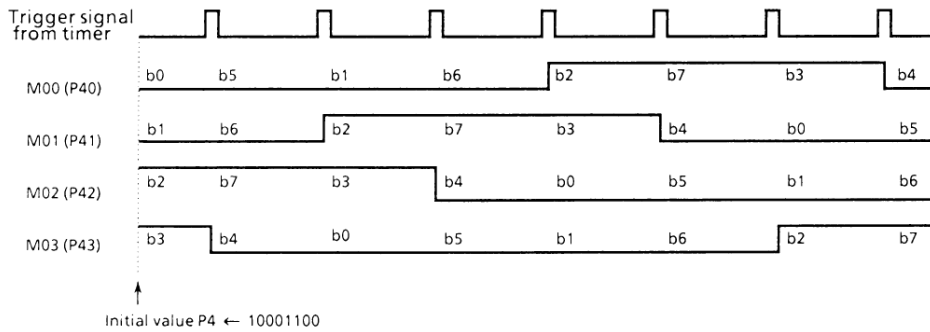 Trigger signal
from timer
M00 (P40)
b0 b5 b1 b6 b2 b7 b3 b4
M01 (P41)
b1 b6 b2 b7 b3 b4 b0 b5
M02 (P42)
b2 b7 b3 b4 b0 b5 b1 b6
M03 (P43)
b3 b4 b0 b5 b1 b6 b2 b7
Initial value P4 ← 10001100